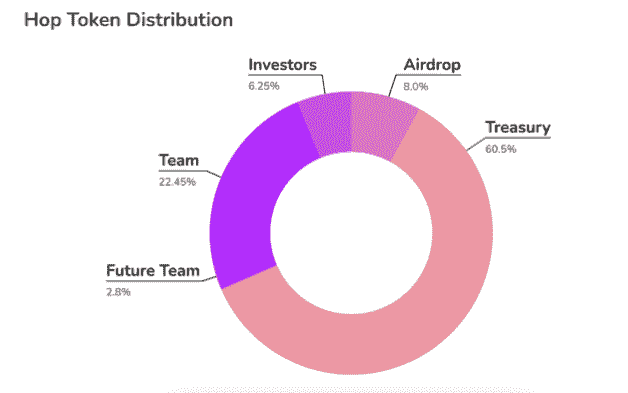 Hop Token Distribution
Investors
6.25%
Airdrop
8.0%
Treasury
60.5%
Team
22.45%
Future Team
2.8%